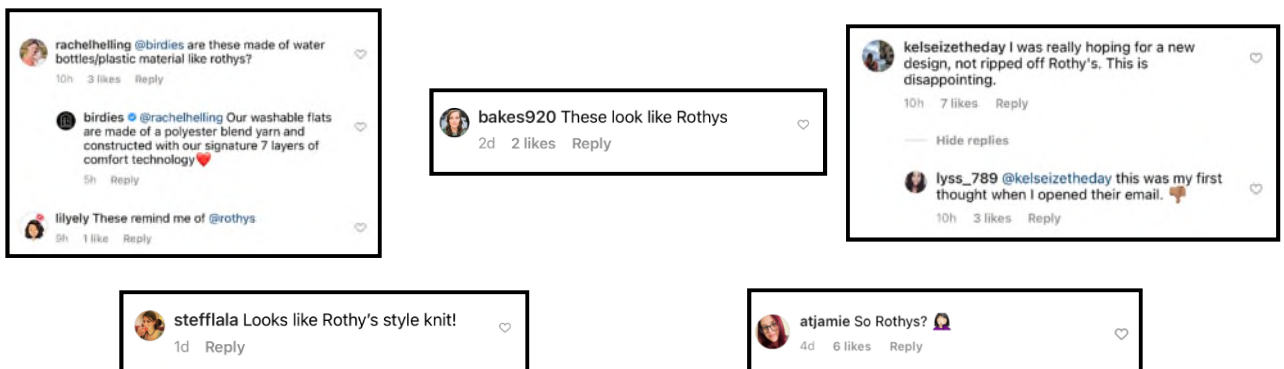 rachelhelling @birdies are these made of water
bottles/plastic material like rothys?
10h 3 likes Reply
birdies @rachelhelling Our washable flats
are made of a polyester blend yarn and
constructed with our signature 7 layers of
comfort technology❤️
5h Reply
lilyely These remind me of @rothys
9h 1 like Reply
bakes920 These look like Rothys
2d 2 likes Reply
kelseizetheday I was really hoping for a new
design, not ripped off Rothy's. This is
disappointing.
10h 7 likes Reply
Hide replies
lyss_789 @kelseizetheday this was my first
thought when I opened their email. 👎🏽
10h 3 likes Reply
stefflala Looks like Rothy's style knit!
1d Reply
atjamie So Rothys? 🤦🏻‍♀️
4d 6 likes Reply